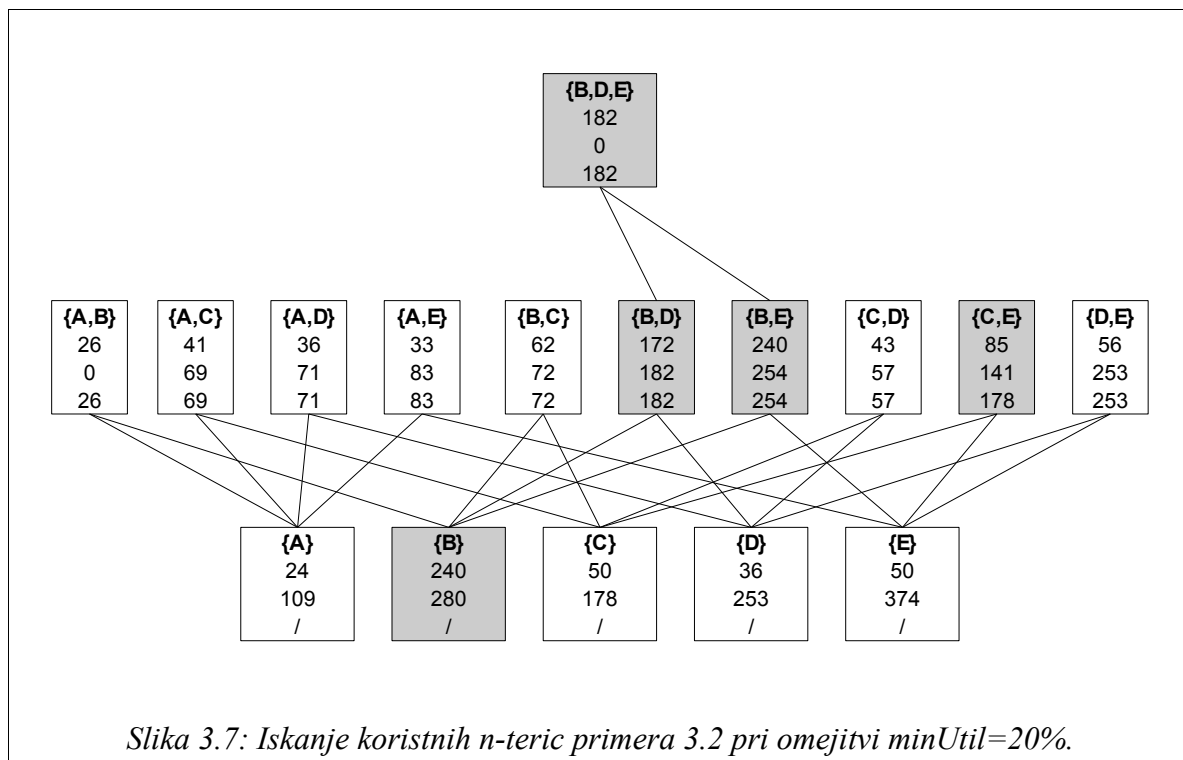 {B,D,E}
182
0
182
{A,B}
26
0
26
{A,C}
41
69
69
{A,D}
36
71
71
{A,E}
33
83
83
{B,C}
62
72
72
{B,D}
172
182
182
{B,E}
240
254
254
{C,D}
43
57
57
{C,E}
85
141
178
{D,E}
56
253
253
{A}
24
109
/
{B}
240
280
/
{C}
50
178
/
{D}
36
253
/
{E}
50
374
/
Slika 3.7: Iskanje koristnih n-teric primera 3.2 pri omejitvi minUtil=20%.